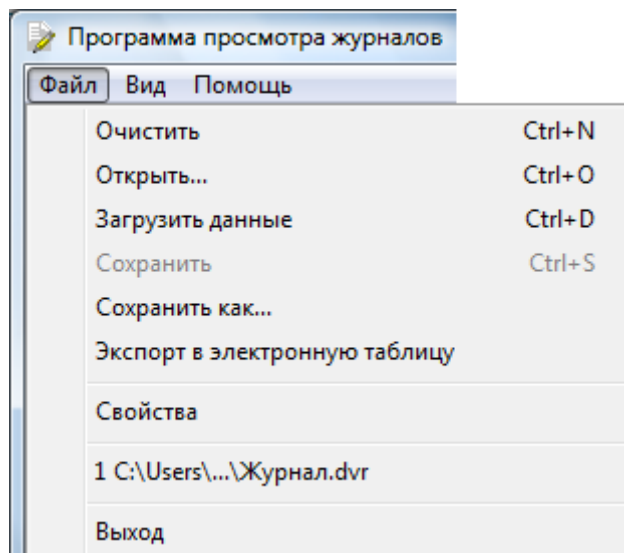 Программа просмотра журналов
Файл Вид Помощь
Очистить Ctrl+N
Открыть... Ctrl+O
Загрузить данные Ctrl+D
Сохранить Ctrl+S
Сохранить как...
Экспорт в электронную таблицу
Свойства
1 C:\Users\...\Журнал.dvr
Выход